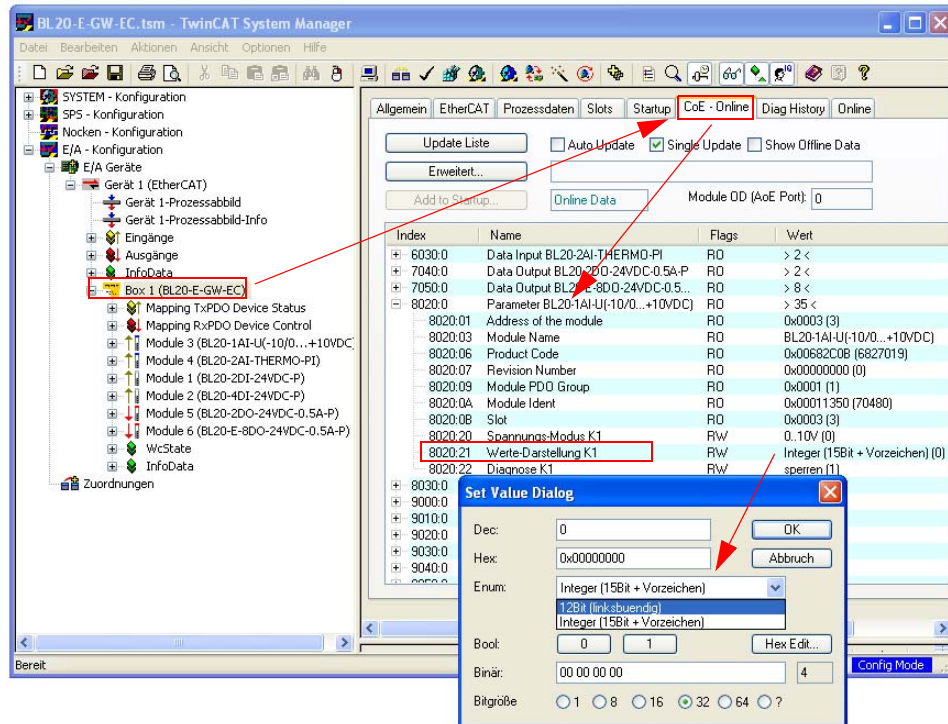 BL20-E-GW-EC.tsm - TwinCAT System Manager
Datei Bearbeiten Aktionen Ansicht Optionen Hilfe
SYSTEM - Konfiguration
SPS - Konfiguration
Nocken - Konfiguration
E/A - Konfiguration
E/A Geräte
Gerät 1 (EtherCAT)
Gerät 1-Prozessabbild
Gerät 1-Prozessabbild-Info
Eingänge
Ausgänge
InfoData
Box 1 (BL20-E-GW-EC)
Mapping TxPDO Device Status
Mapping RxPDO Device Control
Module 3 (BL20-1AI-U(-10/0...+10VDC)
Module 4 (BL20-2AI-THERMO-PI)
Module 1 (BL20-2DI-24VDC-P)
Module 2 (BL20-4DI-24VDC-P)
Module 5 (BL20-2DO-24VDC-0.5A-P)
Module 6 (BL20-E-8DO-24VDC-0.5A-P)
WcState
InfoData
Zuordnungen
Allgemein EtherCAT Prozessdaten Slots Startup CoE - Online Diag History Online
Update Liste Auto Update Single Update Show Offline Data
Erweitert...
Add to Startup... Online Data Module OD (AoE Port): 0
Index Name Flags Wert
6030:0 Data Input BL20-2AI-THERMO-PI RO > 2 <
7040:0 Data Output BL20-2DO-24VDC-0.5A-P RO > 2 <
7050:0 Data Output BL20-E-8DO-24VDC-0.5... RO > 8 <
8020:0 Parameter BL20-1AI-U(-10/0...+10VDC) RO > 35 <
8020:01 Address of the module RO 0x0003 (3)
8020:03 Module Name RO BL20-1AI-U(-10/0...+10VDC)
8020:06 Product Code RO 0x00682C0B (6827019)
8020:07 Revision Number RO 0x00000000 (0)
8020:09 Module PDO Group RO 0x0001 (1)
8020:0A Module Ident RO 0x00011350 (70480)
8020:0B Slot RO 0x0003 (3)
8020:20 Spannungs-Modus K1 RW 0..10V (0)
8020:21 Werte-Darstellung K1 RW Integer (15Bit + Vorzeichen) (0)
8020:22 Diagnose K1 RW sperren (1)
8030:0
9000:0
9010:0
9020:0
9030:0
9040:0
Set Value Dialog
Dec: 0 OK
Hex: 0x00000000 Abbruch
Enum: Integer (15Bit + Vorzeichen)
12Bit (linksbuendig)
Integer (15Bit + Vorzeichen)
Bool: 0 1 Hex Edit...
Binär: 00 00 00 00 4
Bitgröße 1 8 16 32 64 ?
Bereit
Config Mode